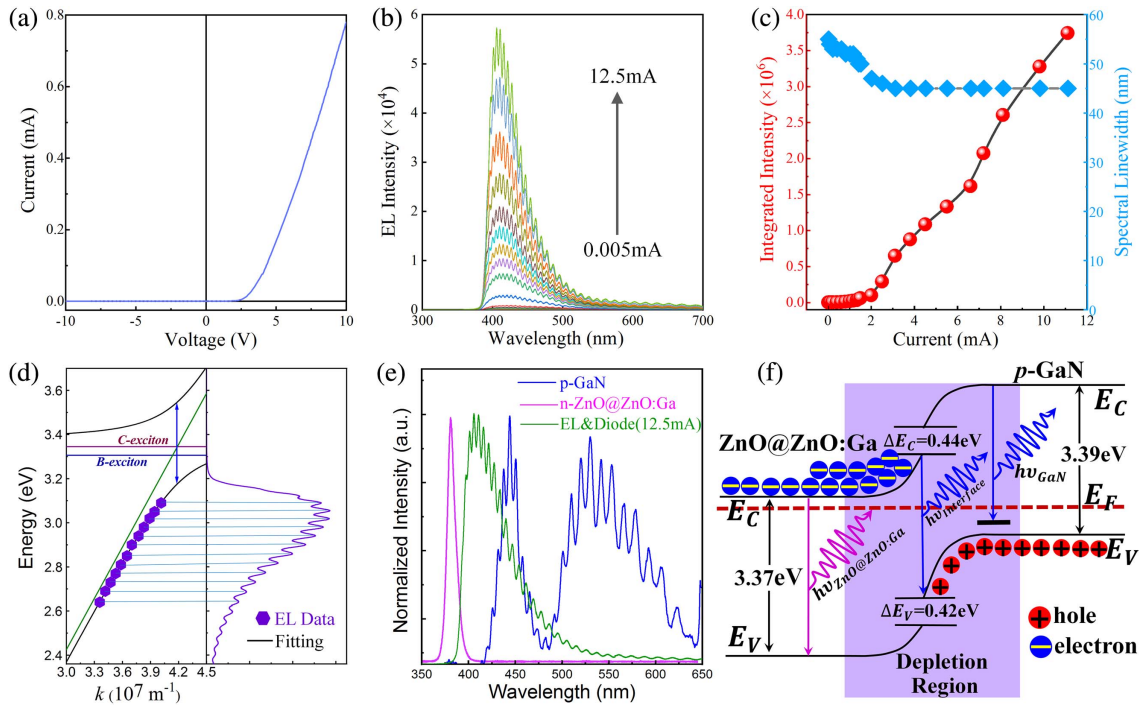 (a)
Current (mA)
0.8
0.6
0.4
0.2
0.0
-10 -5 0 5 10
Voltage (V)
(b)
EL Intensity (×10⁴)
6
5
4
3
2
1
0
12.5mA
0.005mA
300 400 500 600 700
Wavelength (nm)
(c)
Integrated Intensity (×10⁶)
4.0
3.5
3.0
2.5
2.0
1.5
1.0
0.5
0.0
60
50
40
30
20
10
0
Spectral Linewidth (nm)
0 2 4 6 8 10 12
Current (mA)
(d)
Energy (eV)
3.6
3.4
3.2
3.0
2.8
2.6
2.4
C-exciton
B-exciton
EL Data
Fitting
3.0 3.3 3.6 3.9 4.2 4.5
k (10⁷ m⁻¹)
(e)
Normalized Intensity (a.u.)
p-GaN
n-ZnO@ZnO:Ga
EL&Diode(12.5mA)
350 400 450 500 550 600 650
Wavelength (nm)
(f)
p-GaN
E_C
ZnO@ZnO:Ga
ΔE_C=0.44eV
3.39eV
hυ_GaN
hυ_Interface
E_F
E_C
E_V
hυ_ZnO@ZnO:Ga
3.37eV
ΔE_V=0.42eV
E_V
hole
electron
Depletion
Region